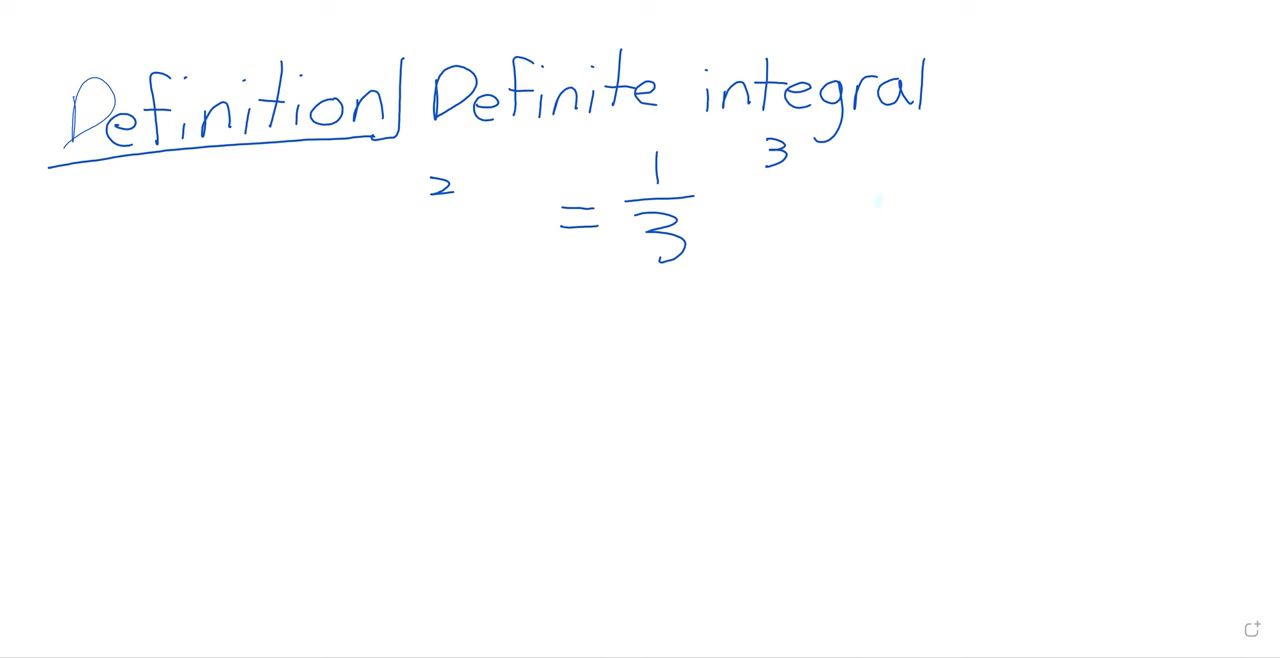 Definition Definite integral
2 = 1/3 3